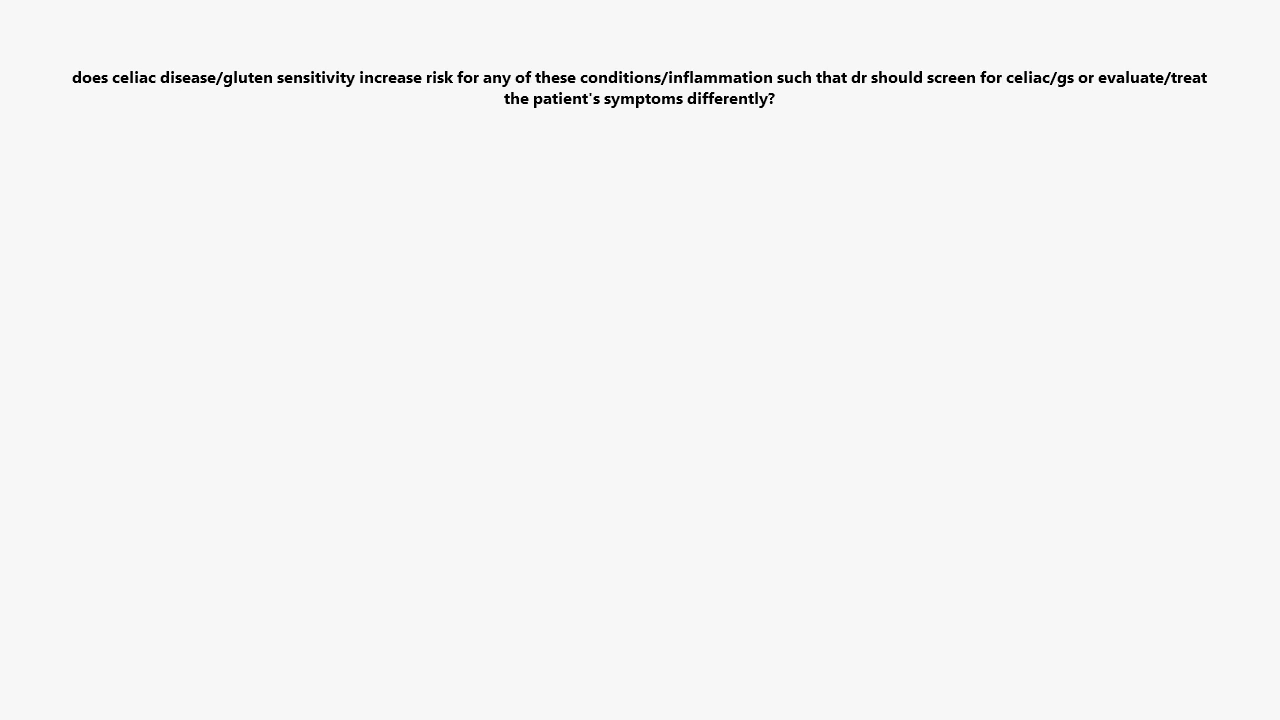 does celiac disease/gluten sensitivity increase risk for any of these conditions/inflammation such that dr should screen for celiac/gs or evaluate/treat
the patient's symptoms differently?